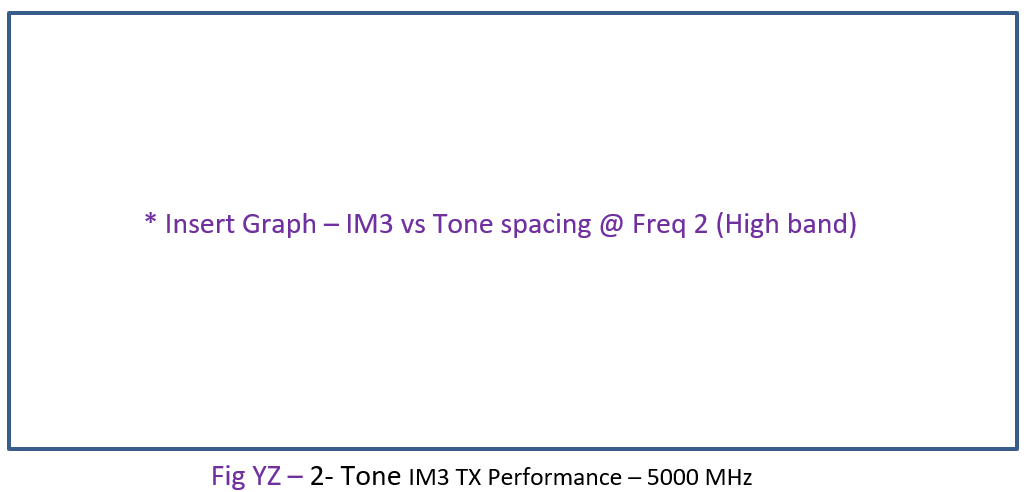 * Insert Graph – IM3 vs Tone spacing @ Freq 2 (High band)
Fig YZ – 2- Tone IM3 TX Performance – 5000 MHz